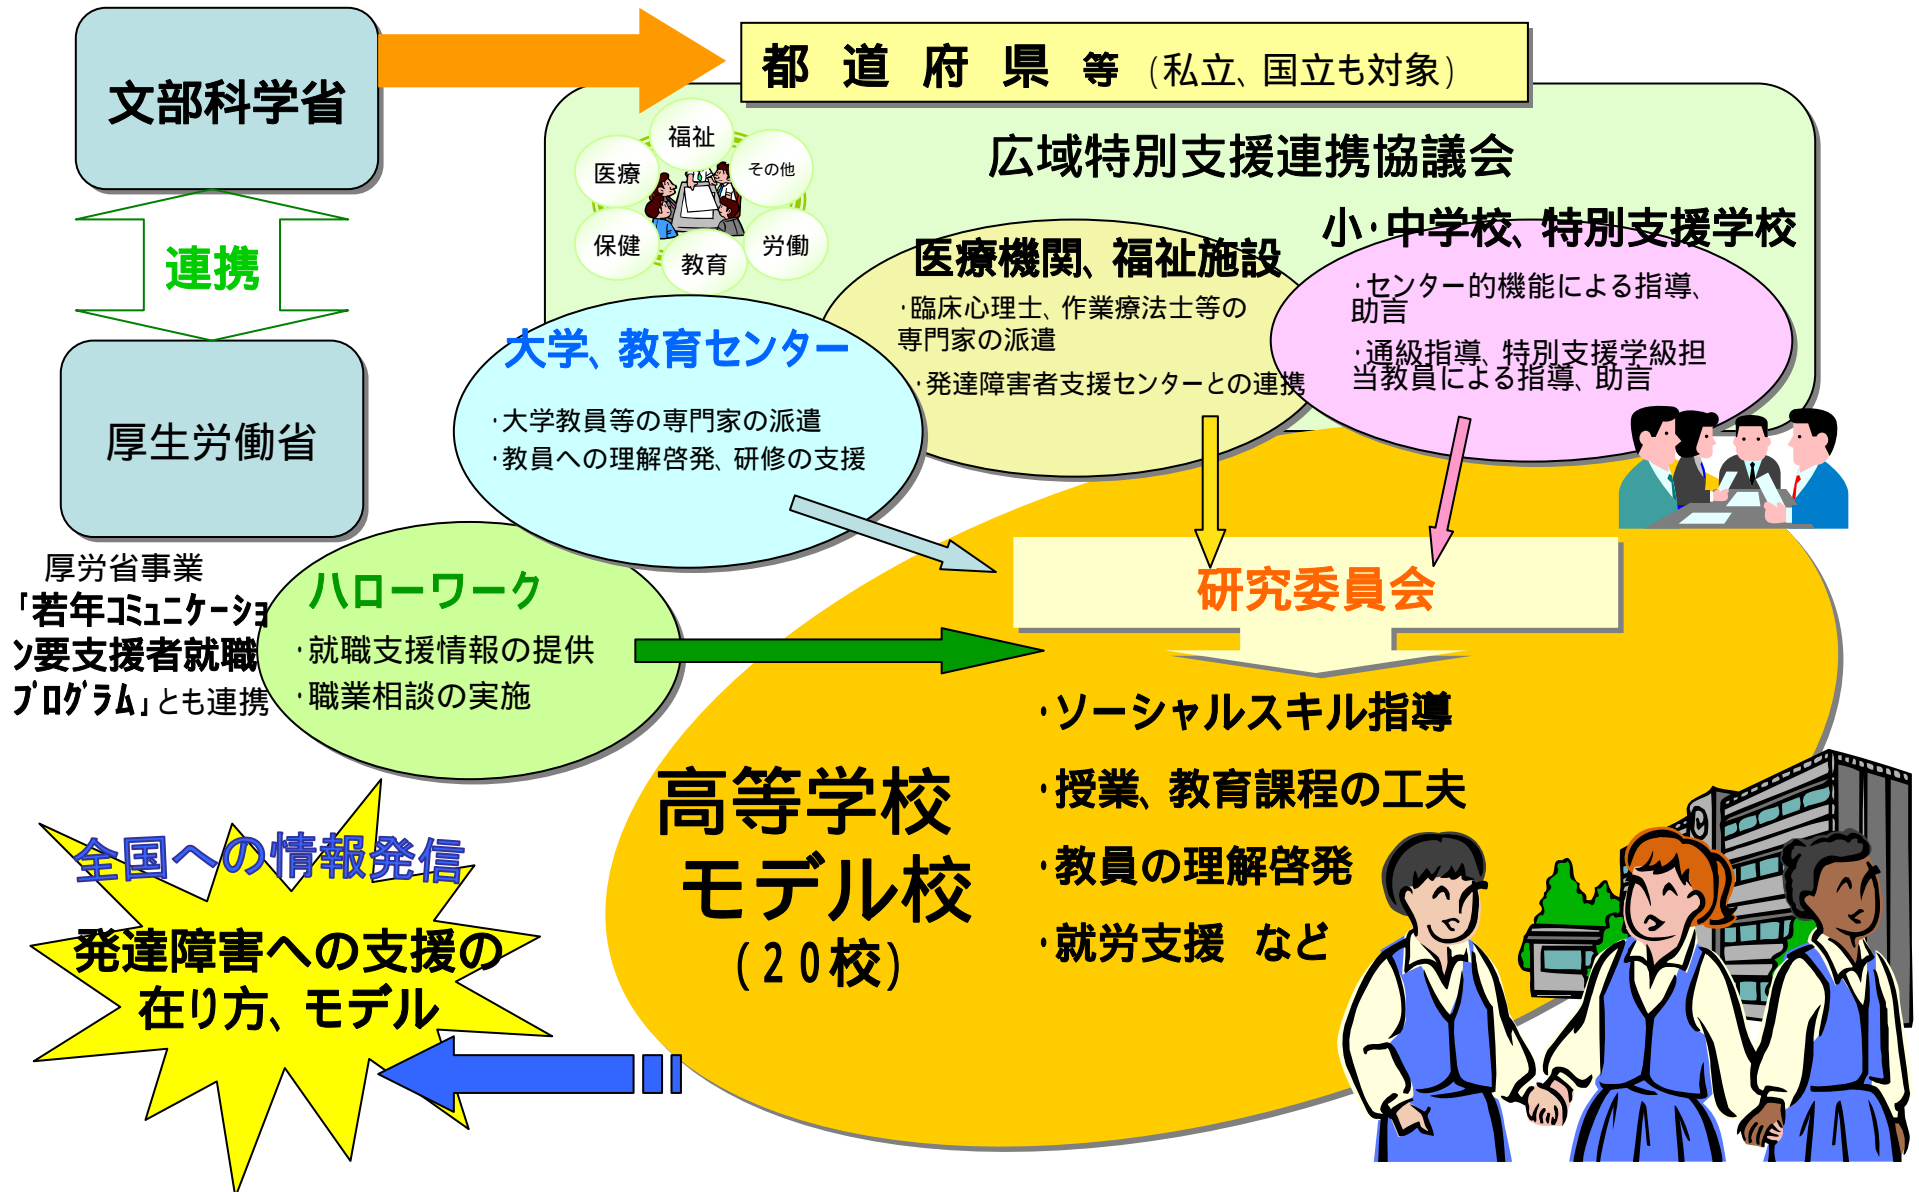 文部科学省
都 道 府 県 等 (私立、国立も対象)
広域特別支援連携協議会
福祉
医療
その他
保健
教育
労働
連携
厚生労働省
小・中学校、特別支援学校
・センター的機能による指導、
助言
・通級指導、特別支援学級担
当教員による指導、助言
医療機関、福祉施設
・臨床心理士、作業療法士等の
専門家の派遣
・発達障害者支援センターとの連携
大学、教育センター
・大学教員等の専門家の派遣
・教員への理解啓発、研修の支援
厚労省事業
「若年コミュニケーショ
ン要支援者就職
プログラム」とも連携
ハローワーク
・就職支援情報の提供
・職業相談の実施
研究委員会
・ソーシャルスキル指導
・授業、教育課程の工夫
・教員の理解啓発
・就労支援 など
高等学校
モデル校
(20校)
全国への情報発信
発達障害への支援の
在り方、モデル